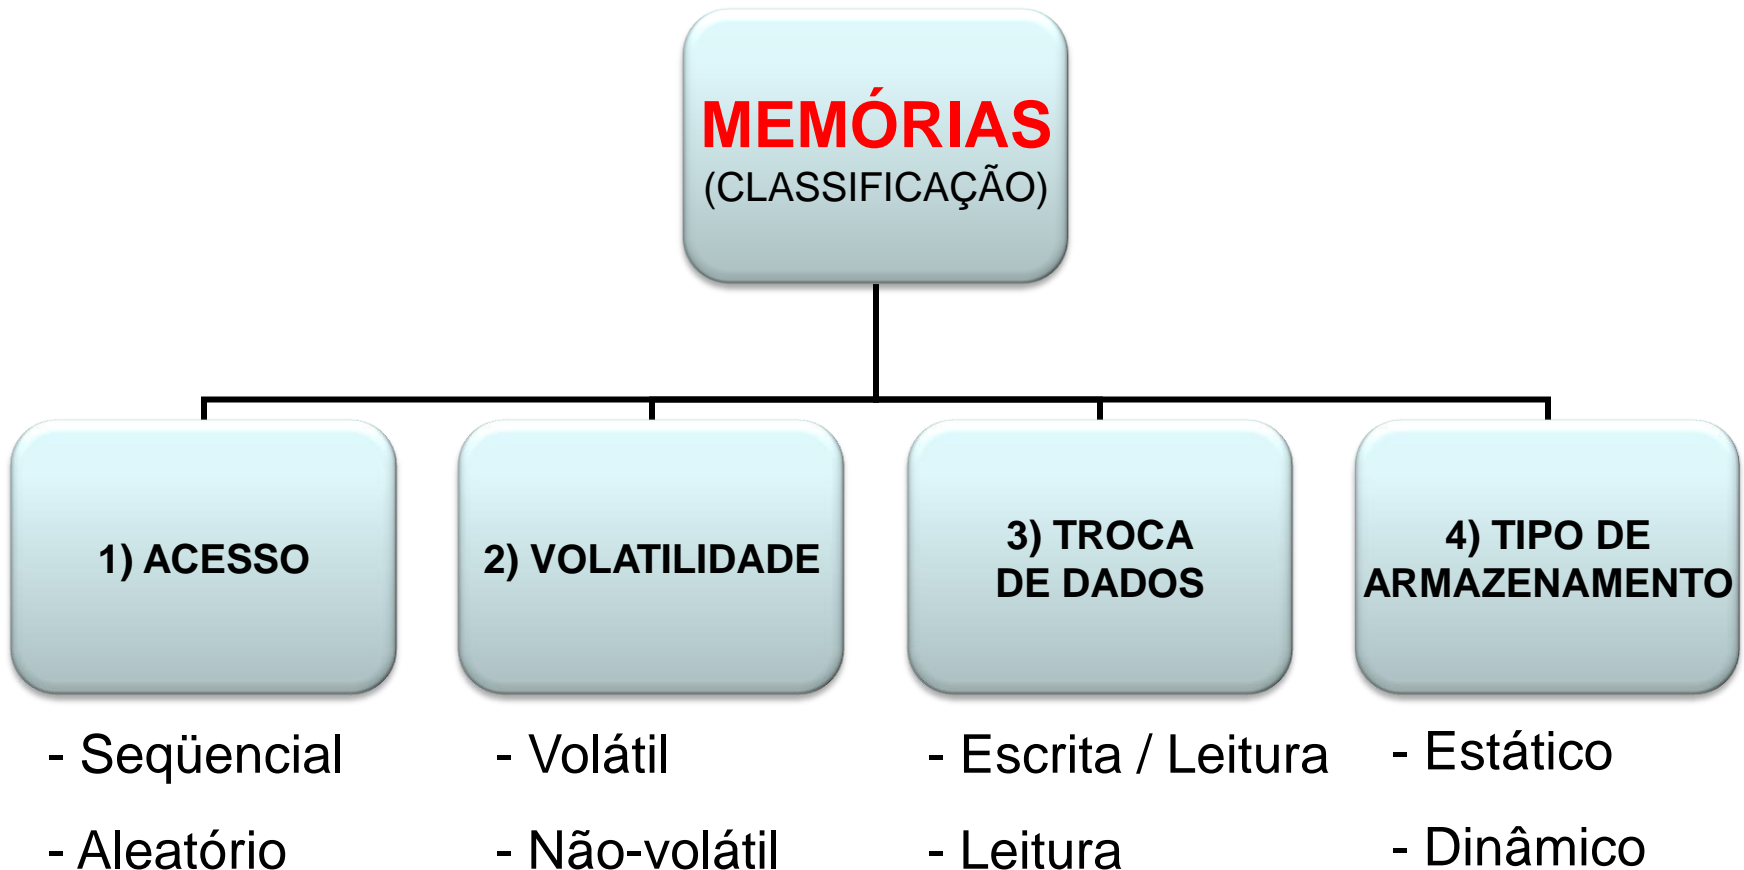 MEMÓRIAS
(CLASSIFICAÇÃO)
1) ACESSO
- Seqüencial
- Aleatório
2) VOLATILIDADE
- Volátil
- Não-volátil
3) TROCA
DE DADOS
- Escrita / Leitura
- Leitura
4) TIPO DE
ARMAZENAMENTO
- Estático
- Dinâmico